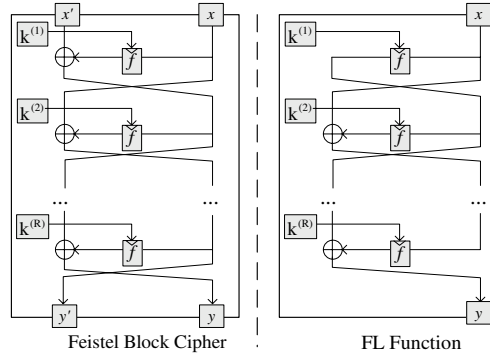 x′ x x
k(1) f k(1) f
k(2) f k(2) f
... ... ... ...
k(R) f k(R) f
y′ y y
Feistel Block Cipher FL Function